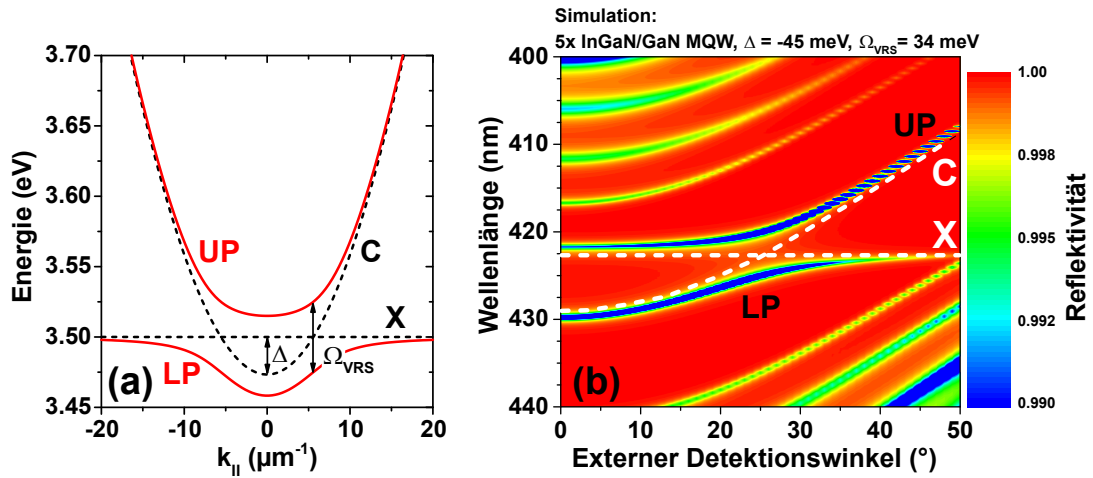 3.70
3.65
3.60
3.55
3.50
3.45
Energie (eV)
-20 -10 0 10 20
k|| (µm-1)
UP
C
X
LP
Δ
ΩVRS
(a)
Simulation:
5x InGaN/GaN MQW, Δ = -45 meV, ΩVRS= 34 meV
400
410
420
430
440
Wellenlänge (nm)
0 10 20 30 40 50
Externer Detektionswinkel (°)
UP
C
X
LP
(b)
1.00
0.998
0.995
0.992
0.990
Reflektivität